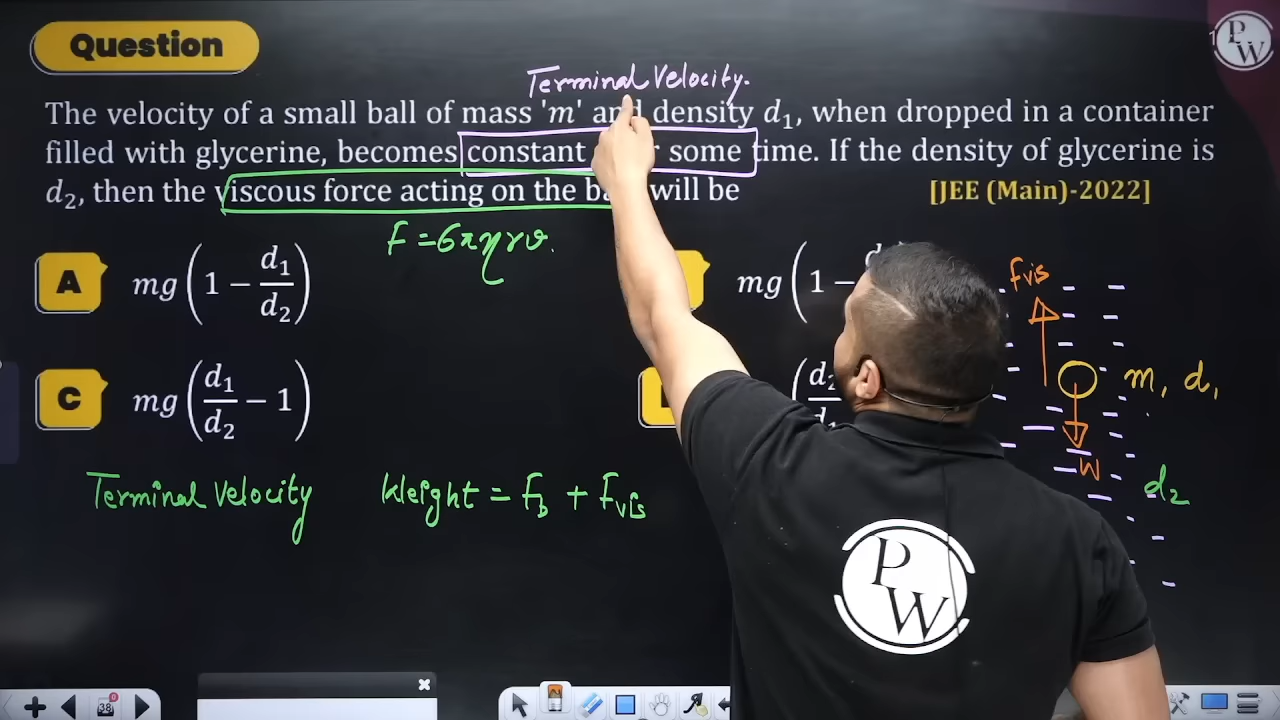 Question
P
W
Terminal Velocity.
The velocity of a small ball of mass 'm' and density d₁, when dropped in a container
filled with glycerine, becomes constant some time. If the density of glycerine is
d₂, then the viscous force acting on the will be [JEE (Main)-2022]
F = 6πηrv.
A mg(1 − d₁/d₂)
mg(1 −
C mg(d₁/d₂ − 1)
Fvis
m, d₁
W
d₂
Terminal Velocity Weight = Fb + Fvis
P
W
38